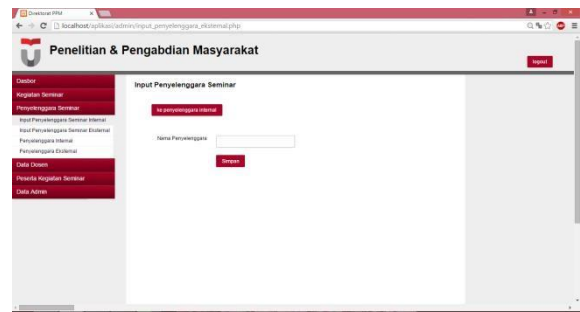 Direktorat PPM
localhost/aplikasi/admin/input_penyelenggara_eksternal.php
Penelitian & Pengabdian Masyarakat
logout
Dasbor
Kegiatan Seminar
Penyelenggara Seminar
Input Penyelenggara Seminar Internal
Input Penyelenggara Seminar Eksternal
Penyelenggara Internal
Penyelenggara Eksternal
Data Dosen
Peserta Kegiatan Seminar
Data Admin
Input Penyelenggara Seminar
ke penyelenggara internal
Nama Penyelenggara
Simpan